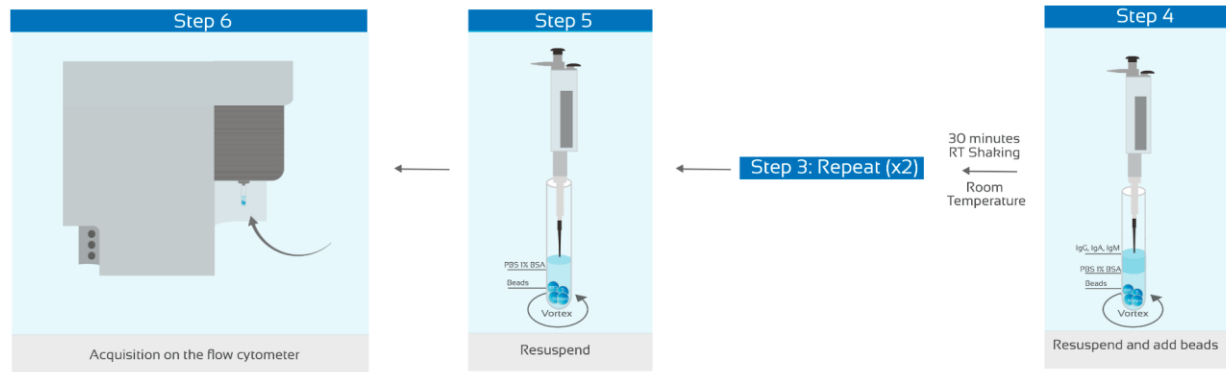 Step 6
Step 5
Step 4
30 minutes
RT Shaking
Step 3: Repeat (x2)
Room
Temperature
IgG, IgA, IgM
PBS 1% BSA
PBS 1% BSA
Beads
Beads
Vortex
Vortex
Acquisition on the flow cytometer
Resuspend
Resuspend and add beads